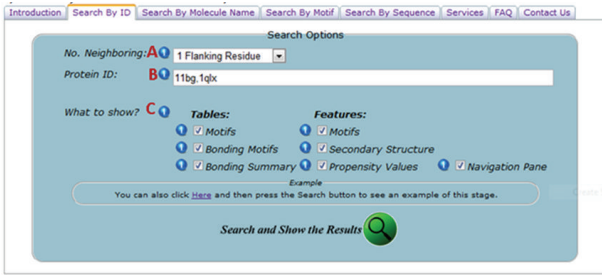 Introduction Search By ID Search By Molecule Name Search By Motif Search By Sequence Services FAQ Contact Us
Search Options
No. Neighboring: A 1 Flanking Residue
Protein ID: B 11bg,1qlx
What to show? C Tables: Features:
Motifs Motifs
Bonding Motifs Secondary Structure
Bonding Summary Propensity Values Navigation Pane
Example
You can also click Here and then press the Search button to see an example of this stage.
Search and Show the Results